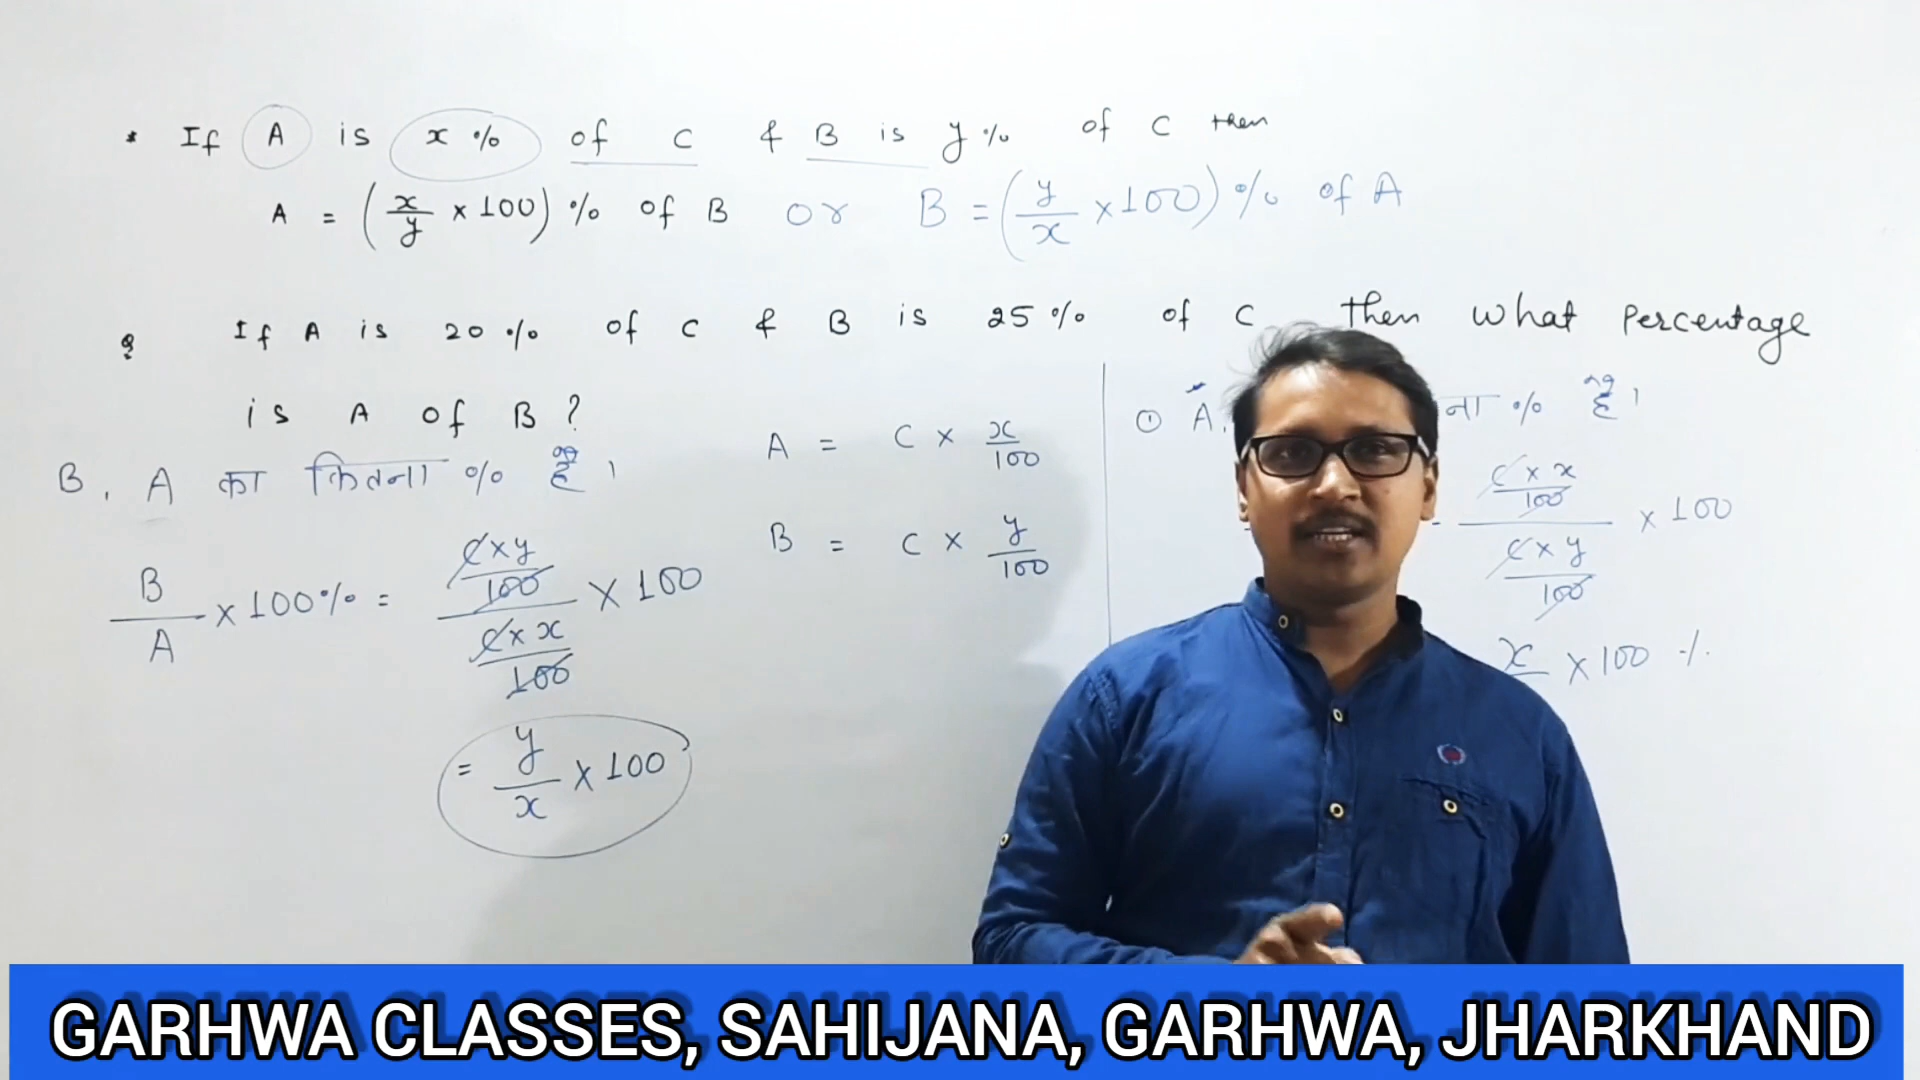 * If A is x % of C & B is y % of C then
A = ( x/y × 100 ) % of B or B = ( y/x × 100 ) % of A
Q If A is 20 % of C & B is 25 % of C then what percentage
is A of B ?
B , A का कितना % है ।
B/A × 100 % = (C × y/100)/(C × x/100) × 100
= y/x × 100
A = C × x/100
B = C × y/100
① A, ना % है ।
(C × x/100)/(C × y/100) × 100
x × 100 %
GARHWA CLASSES, SAHIJANA, GARHWA, JHARKHAND